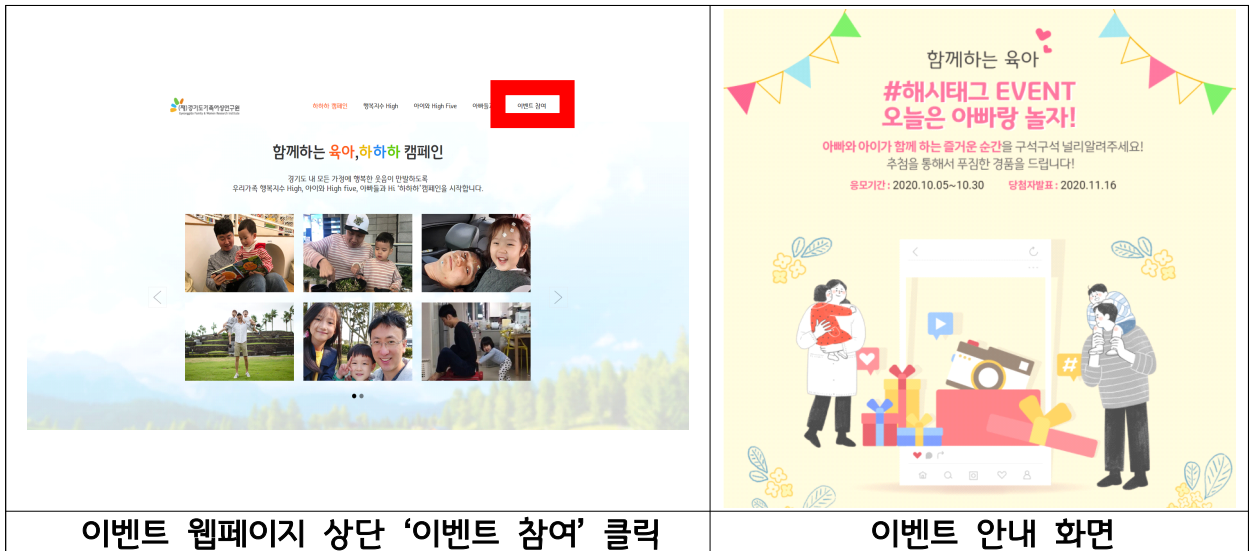 (재)경기도가족여성연구원
하하하 캠페인 행복지수 High 아이와 High Five 아빠들과 이벤트 참여
함께하는 육아,하하하 캠페인
경기도 내 모든 가정에 행복한 웃음이 만발하도록
우리가족 행복지수 High, 아이와 High five, 아빠들과 Hi. '하하하'캠페인을 시작합니다.
함께하는 육아
#해시태그 EVENT
오늘은 아빠랑 놀자!
아빠와 아이가 함께 하는 즐거운 순간을 구석구석 널리알려주세요!
추첨을 통해서 푸짐한 경품을 드립니다!
응모기간 : 2020.10.05~10.30 당첨자발표 : 2020.11.16
#
이벤트 웹페이지 상단 ‘이벤트 참여’ 클릭
이벤트 안내 화면